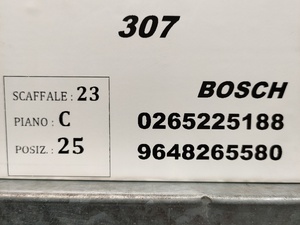 307
SCAFFALE : 23
PIANO : C
POSIZ. : 25
BOSCH
0265225188
9648265580